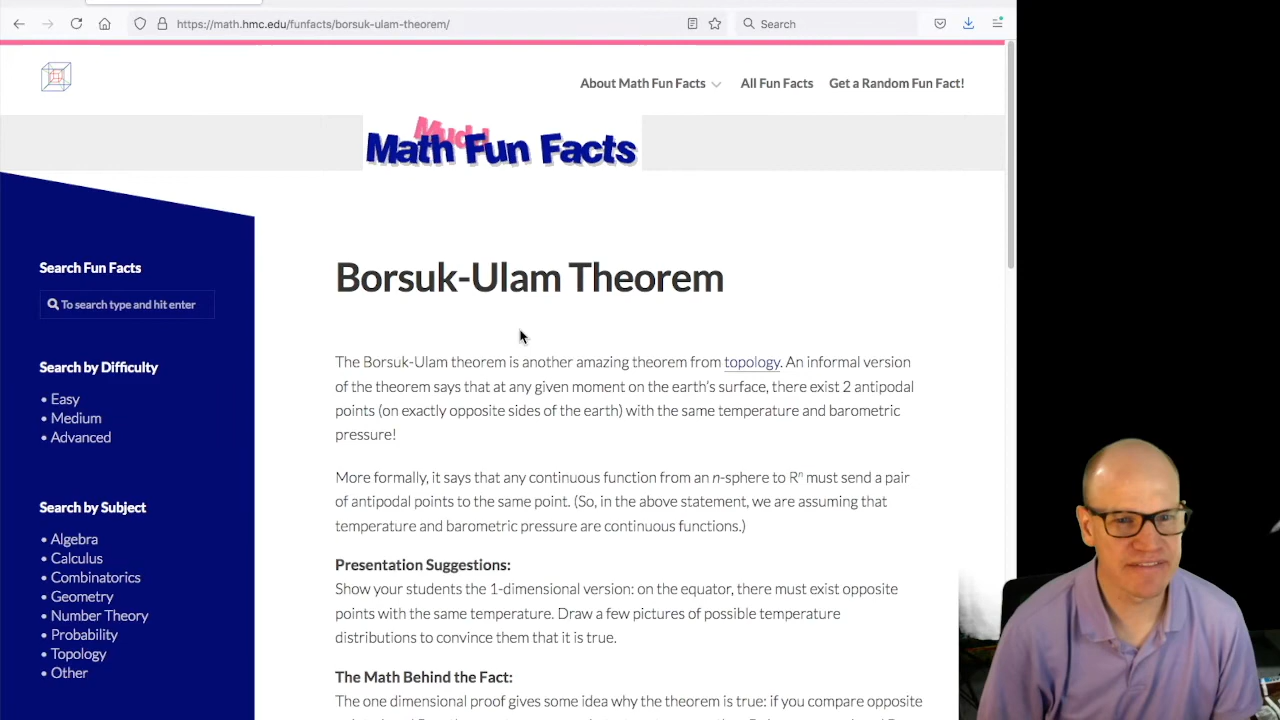 https://math.hmc.edu/funfacts/borsuk-ulam-theorem/
Search
About Math Fun Facts
All Fun Facts
Get a Random Fun Fact!
Mudd
Math Fun Facts
Search Fun Facts
To search type and hit enter
Search by Difficulty
• Easy
• Medium
• Advanced
Search by Subject
• Algebra
• Calculus
• Combinatorics
• Geometry
• Number Theory
• Probability
• Topology
• Other
Borsuk-Ulam Theorem
The Borsuk-Ulam theorem is another amazing theorem from topology. An informal version
of the theorem says that at any given moment on the earth's surface, there exist 2 antipodal
points (on exactly opposite sides of the earth) with the same temperature and barometric
pressure!
More formally, it says that any continuous function from an n-sphere to Rⁿ must send a pair
of antipodal points to the same point. (So, in the above statement, we are assuming that
temperature and barometric pressure are continuous functions.)
Presentation Suggestions:
Show your students the 1-dimensional version: on the equator, there must exist opposite
points with the same temperature. Draw a few pictures of possible temperature
distributions to convince them that it is true.
The Math Behind the Fact:
The one dimensional proof gives some idea why the theorem is true: if you compare opposite